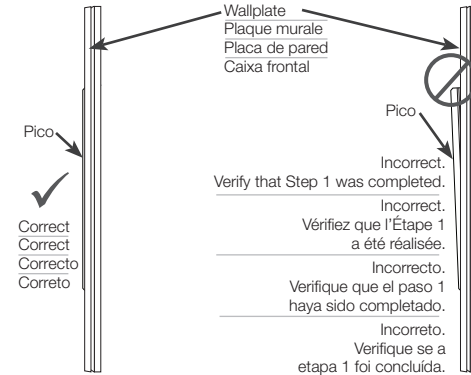 Wallplate
Plaque murale
Placa de pared
Caixa frontal
Pico
Correct
Correct
Correcto
Correto
Pico
Incorrect.
Verify that Step 1 was completed.
Incorrect.
Vérifiez que l'Étape 1
a été réalisée.
Incorrecto.
Verifique que el paso 1
haya sido completado.
Incorreto.
Verifique se a
etapa 1 foi concluída.